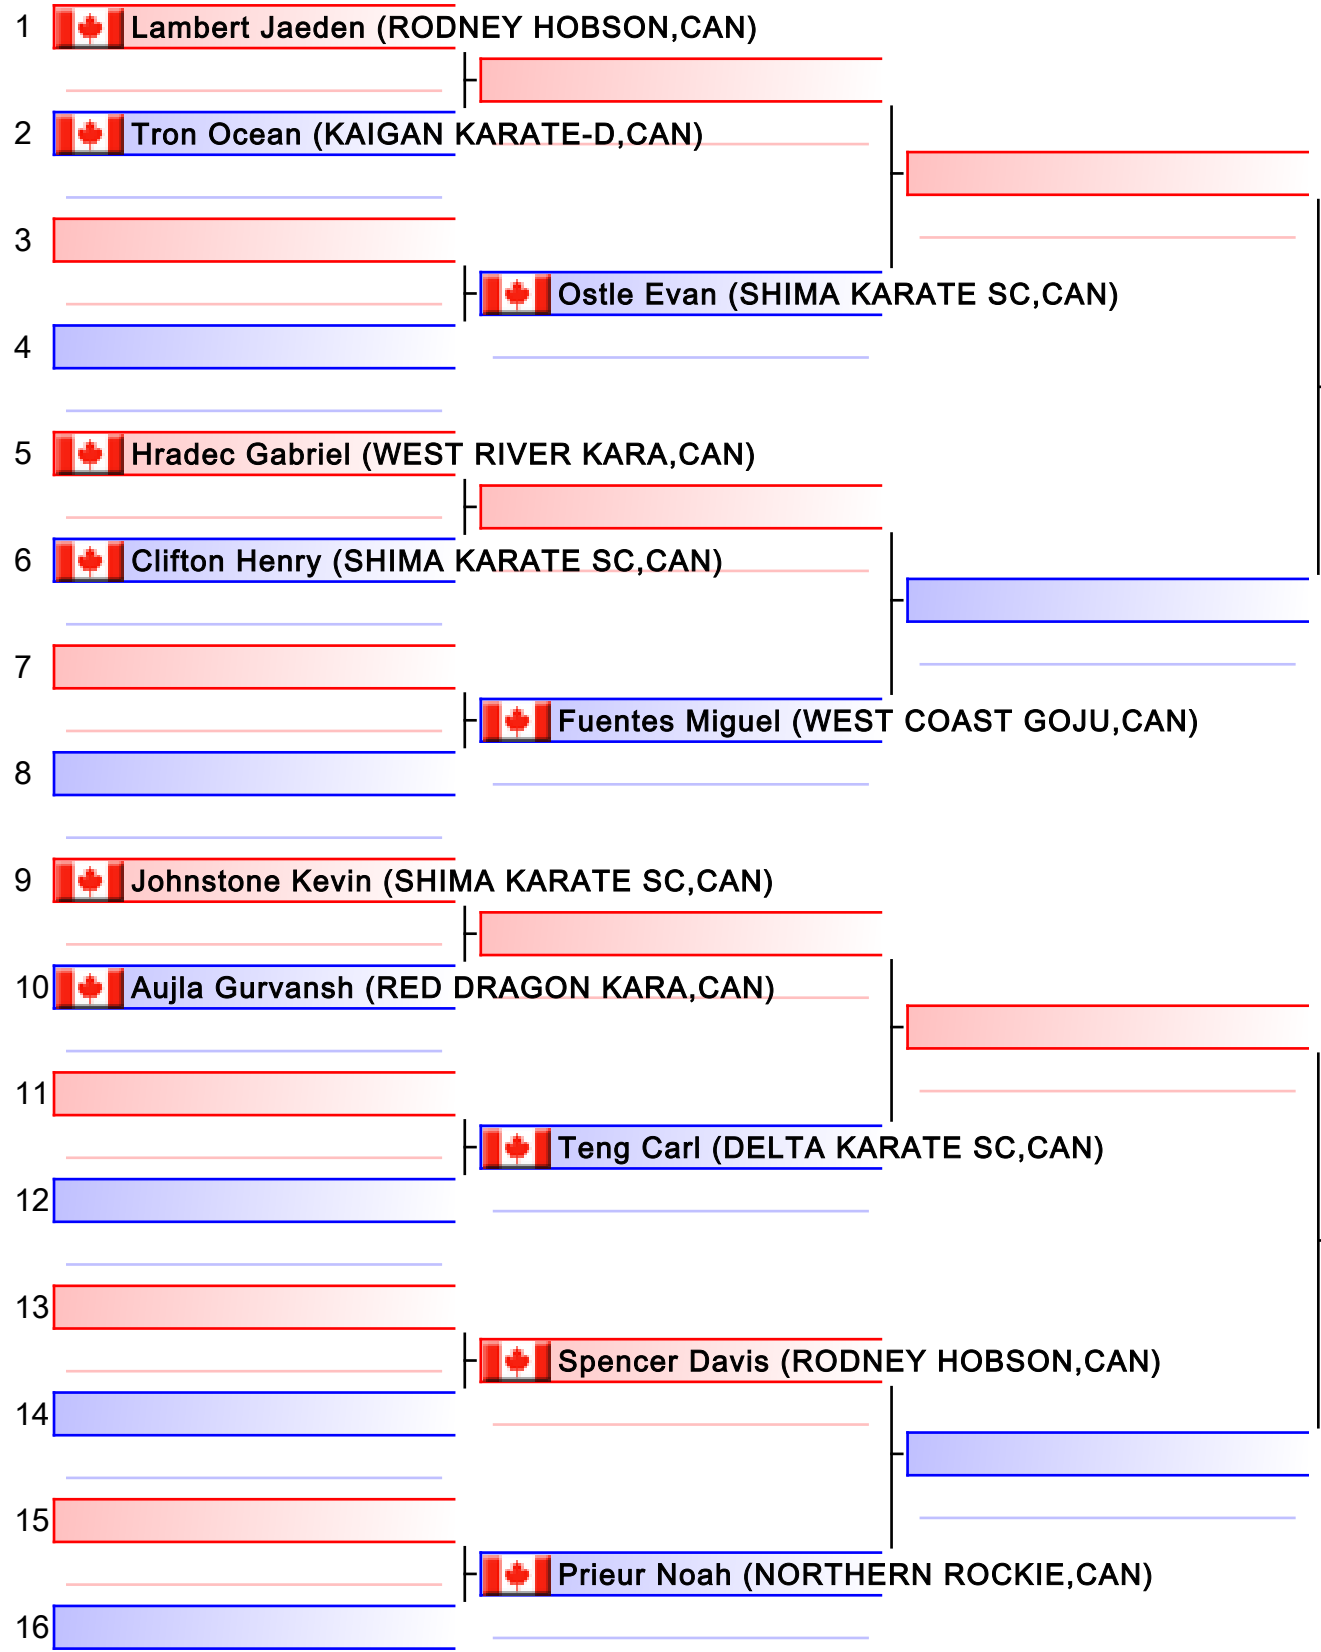 1 Lambert Jaeden (RODNEY HOBSON,CAN)
2 Tron Ocean (KAIGAN KARATE-D,CAN)
3
Ostle Evan (SHIMA KARATE SC,CAN)
4
5 Hradec Gabriel (WEST RIVER KARA,CAN)
6 Clifton Henry (SHIMA KARATE SC,CAN)
7
Fuentes Miguel (WEST COAST GOJU,CAN)
8
9 Johnstone Kevin (SHIMA KARATE SC,CAN)
10 Aujla Gurvansh (RED DRAGON KARA,CAN)
11
Teng Carl (DELTA KARATE SC,CAN)
12
13
Spencer Davis (RODNEY HOBSON,CAN)
14
15
Prieur Noah (NORTHERN ROCKIE,CAN)
16